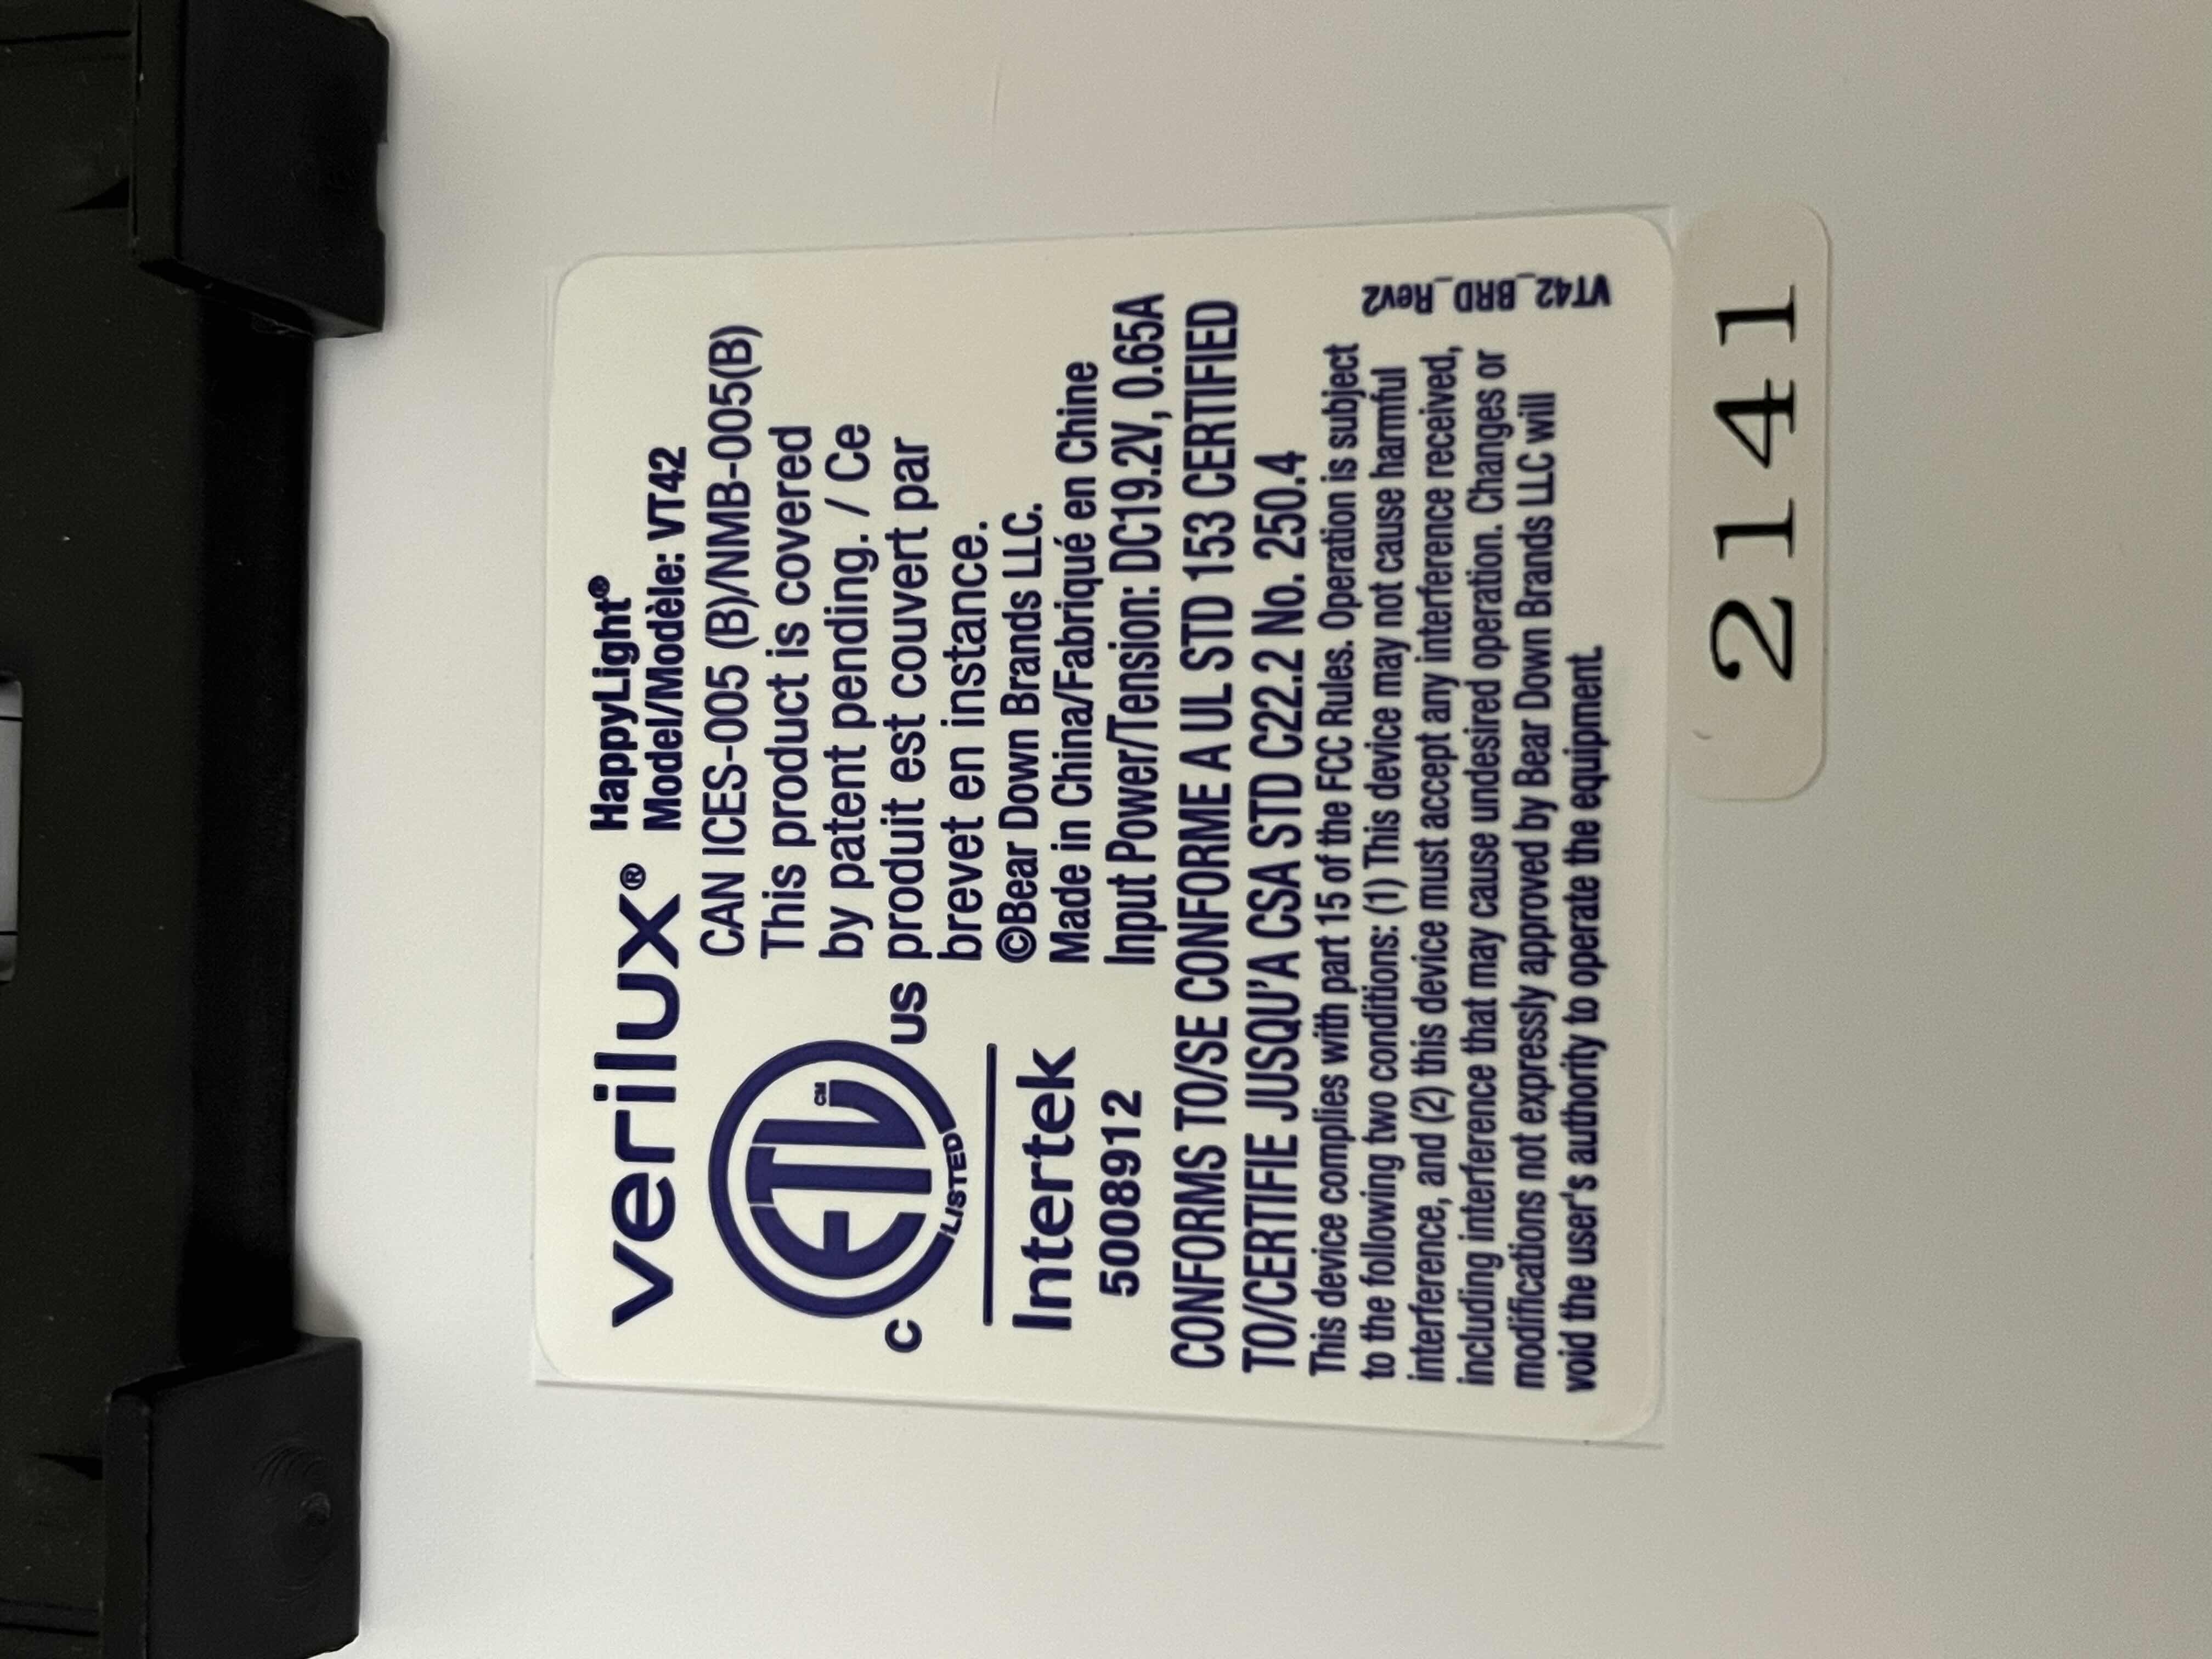 verilux® HappyLight®
Model/Modèle: VT42
CAN ICES-005 (B)/NMB-005(B)
This product is covered
by patent pending. / Ce
produit est couvert par
brevet en instance.
©Bear Down Brands LLC.
Made in China/Fabriqué en Chine
Input Power/Tension: DC19.2V, 0.65A
ETL CM
C US
LISTED
Intertek
5008912
CONFORMS TO/SE CONFORME A UL STD 153 CERTIFIED
TO/CERTIFIE JUSQU'A CSA STD C22.2 No. 250.4
This device complies with part 15 of the FCC Rules. Operation is subject
to the following two conditions: (1) This device may not cause harmful
interference, and (2) this device must accept any interference received,
including interference that may cause undesired operation. Changes or
modifications not expressly approved by Bear Down Brands LLC will
void the user's authority to operate the equipment.
VT42_BRD_Rev2
2141